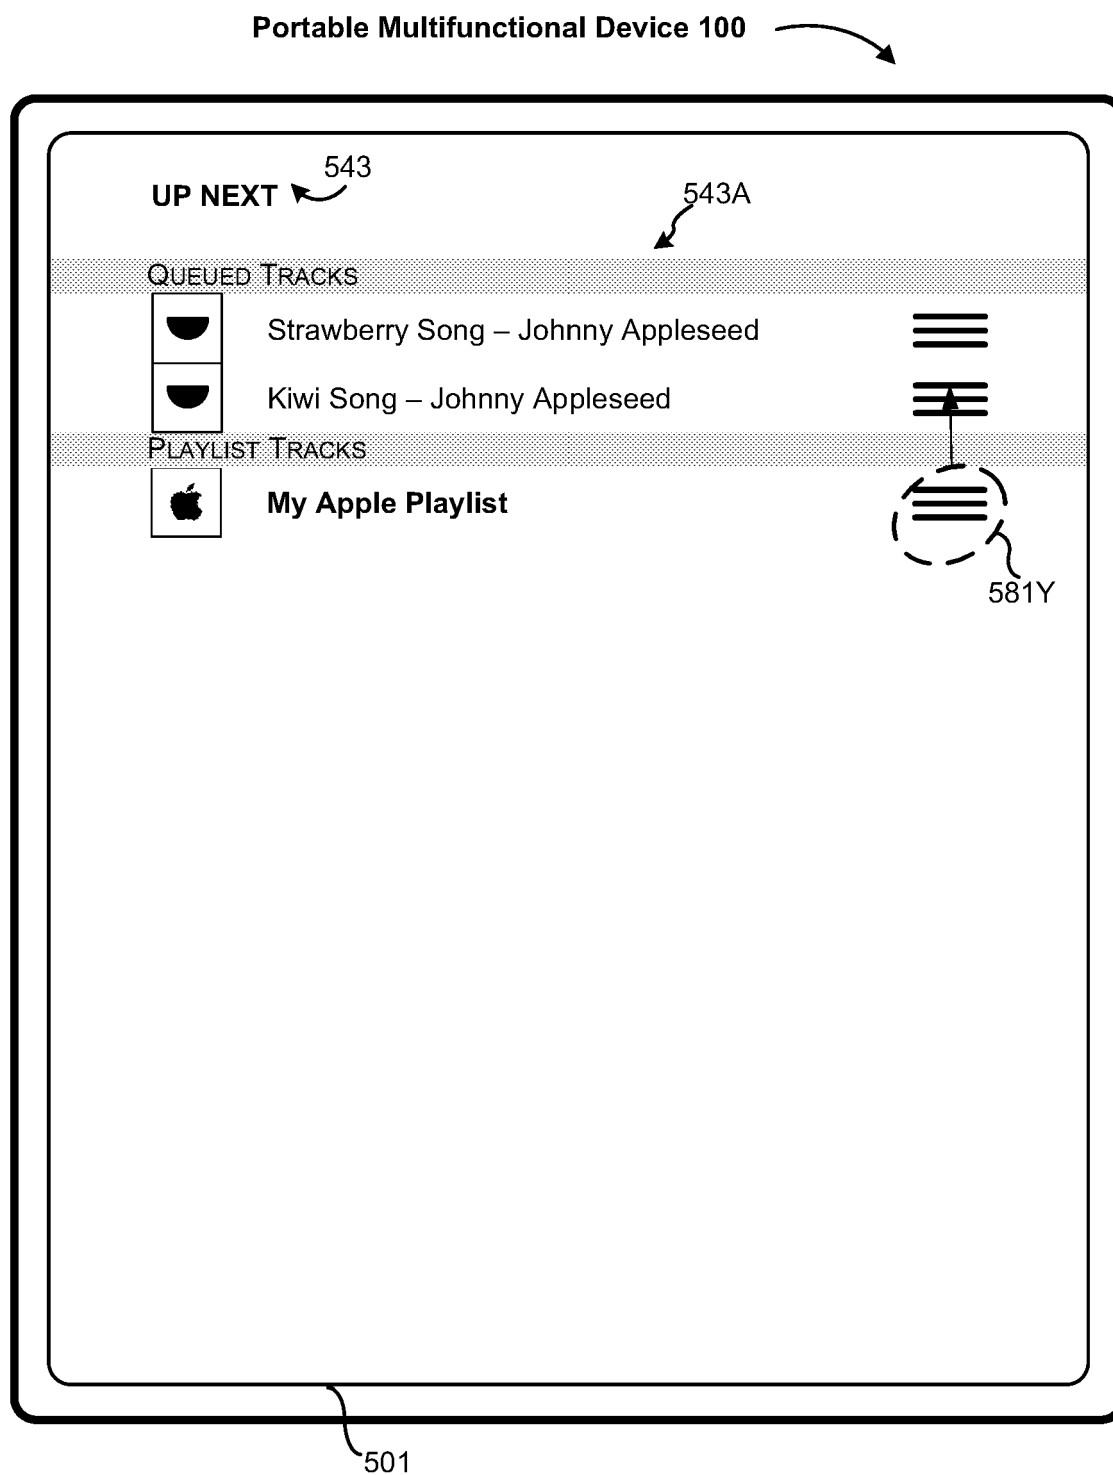 Portable Multifunctional Device 100
543
UP NEXT
543A
QUEUED TRACKS
Strawberry Song – Johnny Appleseed
Kiwi Song – Johnny Appleseed
PLAYLIST TRACKS
My Apple Playlist
581Y
501